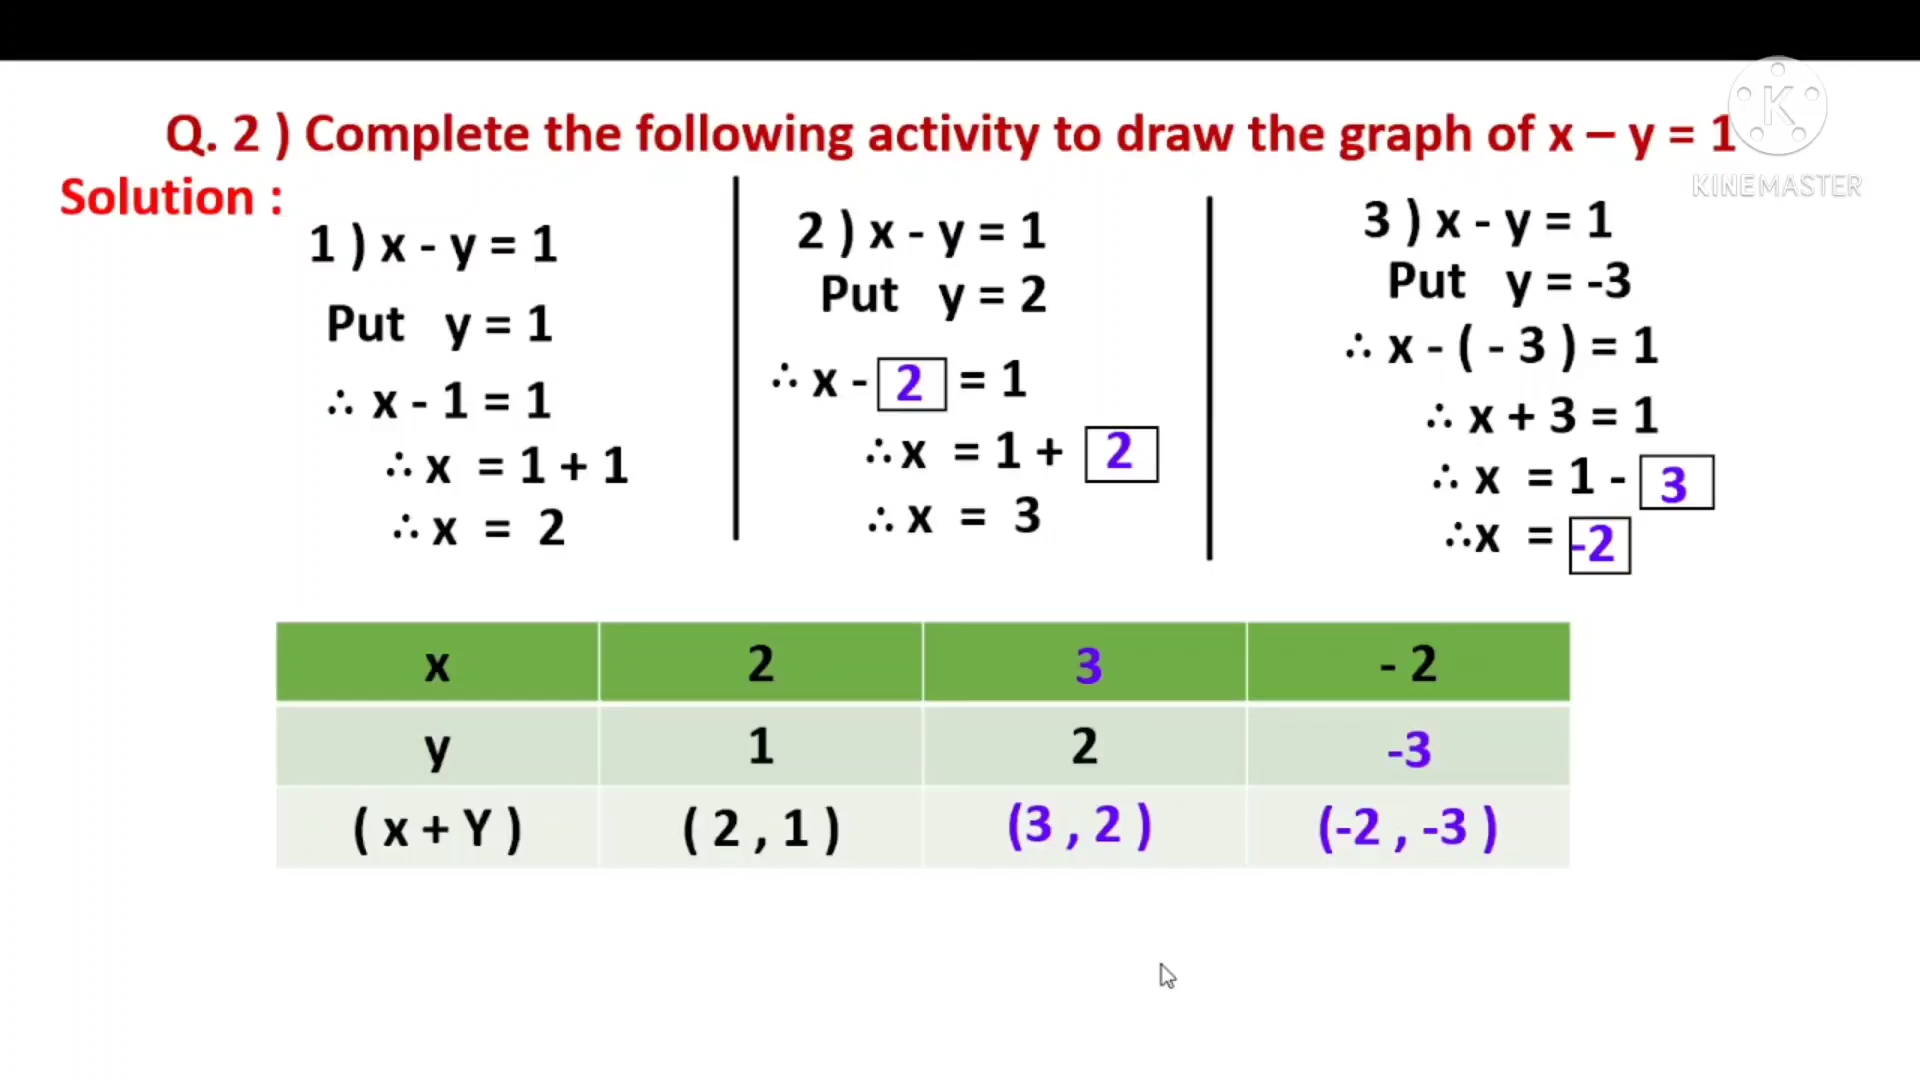 Q. 2 ) Complete the following activity to draw the graph of x – y = 1
K
KINEMASTER
Solution :
1 ) x - y = 1
Put y = 1
∴ x - 1 = 1
∴ x = 1 + 1
∴ x = 2
2 ) x - y = 1
Put y = 2
∴ x - 2 = 1
∴ x = 1 + 2
∴ x = 3
3 ) x - y = 1
Put y = -3
∴ x - ( - 3 ) = 1
∴ x + 3 = 1
∴ x = 1 - 3
∴x = -2
x 2 3 - 2
y 1 2 -3
( x + Y ) ( 2 , 1 ) (3 , 2 ) (-2 , -3 )